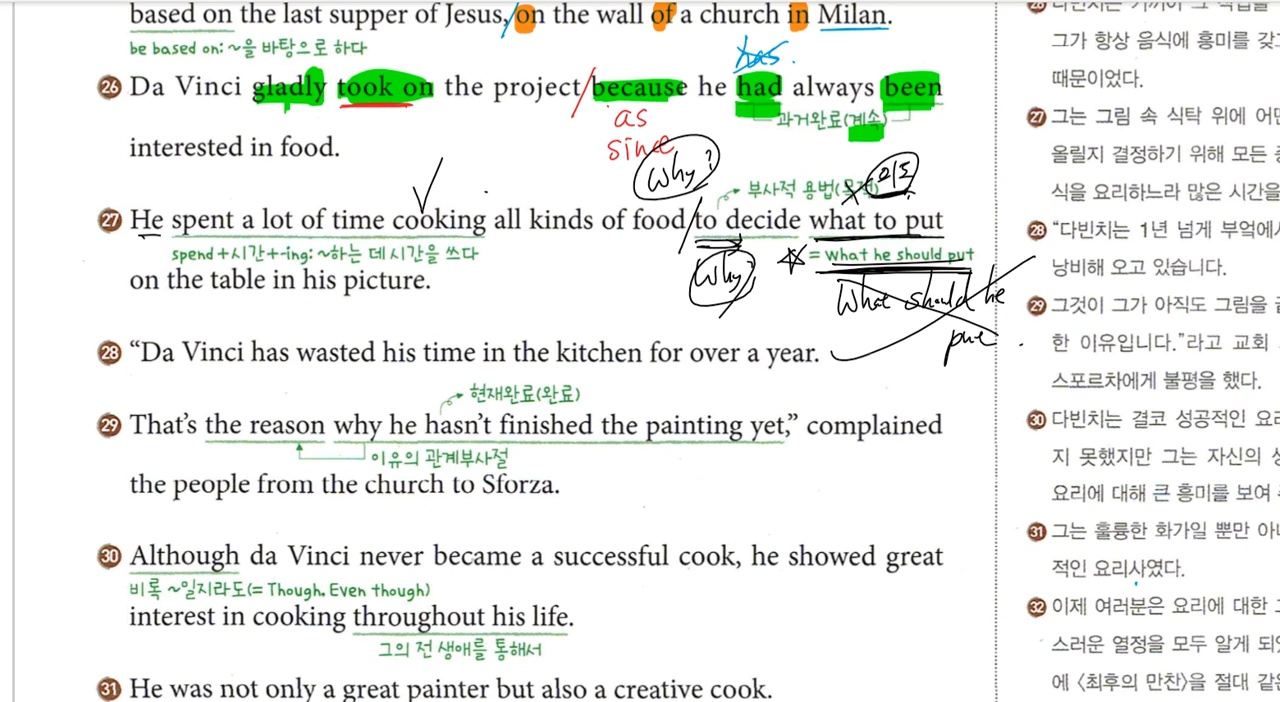 based on the last supper of Jesus, on the wall of a church in Milan.
be based on: ~을 바탕으로 하다
has.
26 Da Vinci gladly took on the project because he had always been
as
since
과거완료(계속)
interested in food.
Why?
부사적 용법(목적)
27 He spent a lot of time cooking all kinds of food to decide what to put
spend+시간+-ing: ~하는 데 시간을 쓰다
Why?
= what he should put
on the table in his picture.
What should he
put.
28 “Da Vinci has wasted his time in the kitchen for over a year.
현재완료(완료)
29 That’s the reason why he hasn’t finished the painting yet,” complained
이유의 관계부사절
the people from the church to Sforza.
30 Although da Vinci never became a successful cook, he showed great
비록 ~일지라도(= Though, Even though)
interest in cooking throughout his life.
그의 전 생애를 통해서
31 He was not only a great painter but also a creative cook.
그가 항상 음식에 흥미를 갖
때문이었다.
27 그는 그림 속 식탁 위에 어떤
올릴지 결정하기 위해 모든 종
식을 요리하느라 많은 시간을
28 “다빈치는 1년 넘게 부엌에서
낭비해 오고 있습니다.
29 그것이 그가 아직도 그림을
한 이유입니다.”라고 교회
스포르차에게 불평을 했다.
30 다빈치는 결코 성공적인 요리
지 못했지만 그는 자신의
요리에 대해 큰 흥미를 보여
31 그는 훌륭한 화가일 뿐만 아니
적인 요리사였다.
32 이제 여러분은 요리에 대한
스러운 열정을 모두 알게 되었
에 〈최후의 만찬〉을 절대 같은